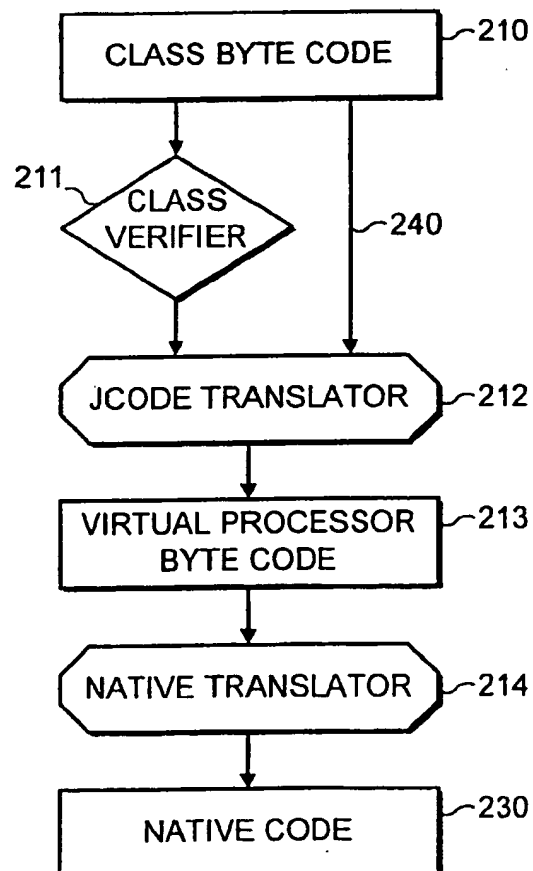 CLASS BYTE CODE
210
211
CLASS
VERIFIER
240
JCODE TRANSLATOR
212
VIRTUAL PROCESSOR
BYTE CODE
213
NATIVE TRANSLATOR
214
NATIVE CODE
230